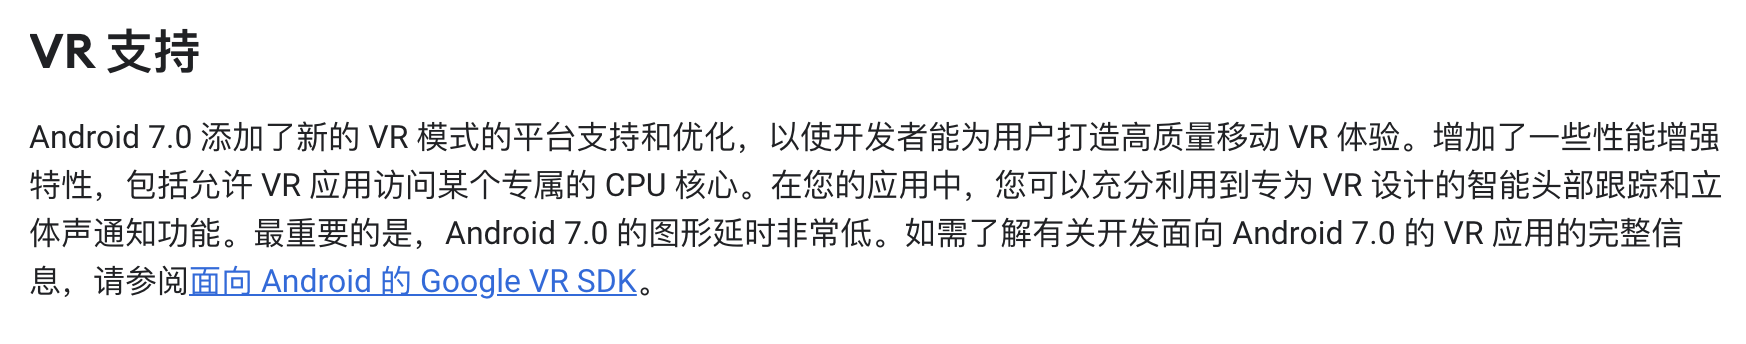 VR 支持
Android 7.0 添加了新的 VR 模式的平台支持和优化，以使开发者能为用户打造高质量移动 VR 体验。增加了一些性能增强
特性，包括允许 VR 应用访问某个专属的 CPU 核心。在您的应用中，您可以充分利用到专为 VR 设计的智能头部跟踪和立
体声通知功能。最重要的是，Android 7.0 的图形延时非常低。如需了解有关开发面向 Android 7.0 的 VR 应用的完整信
息，请参阅面向 Android 的 Google VR SDK。